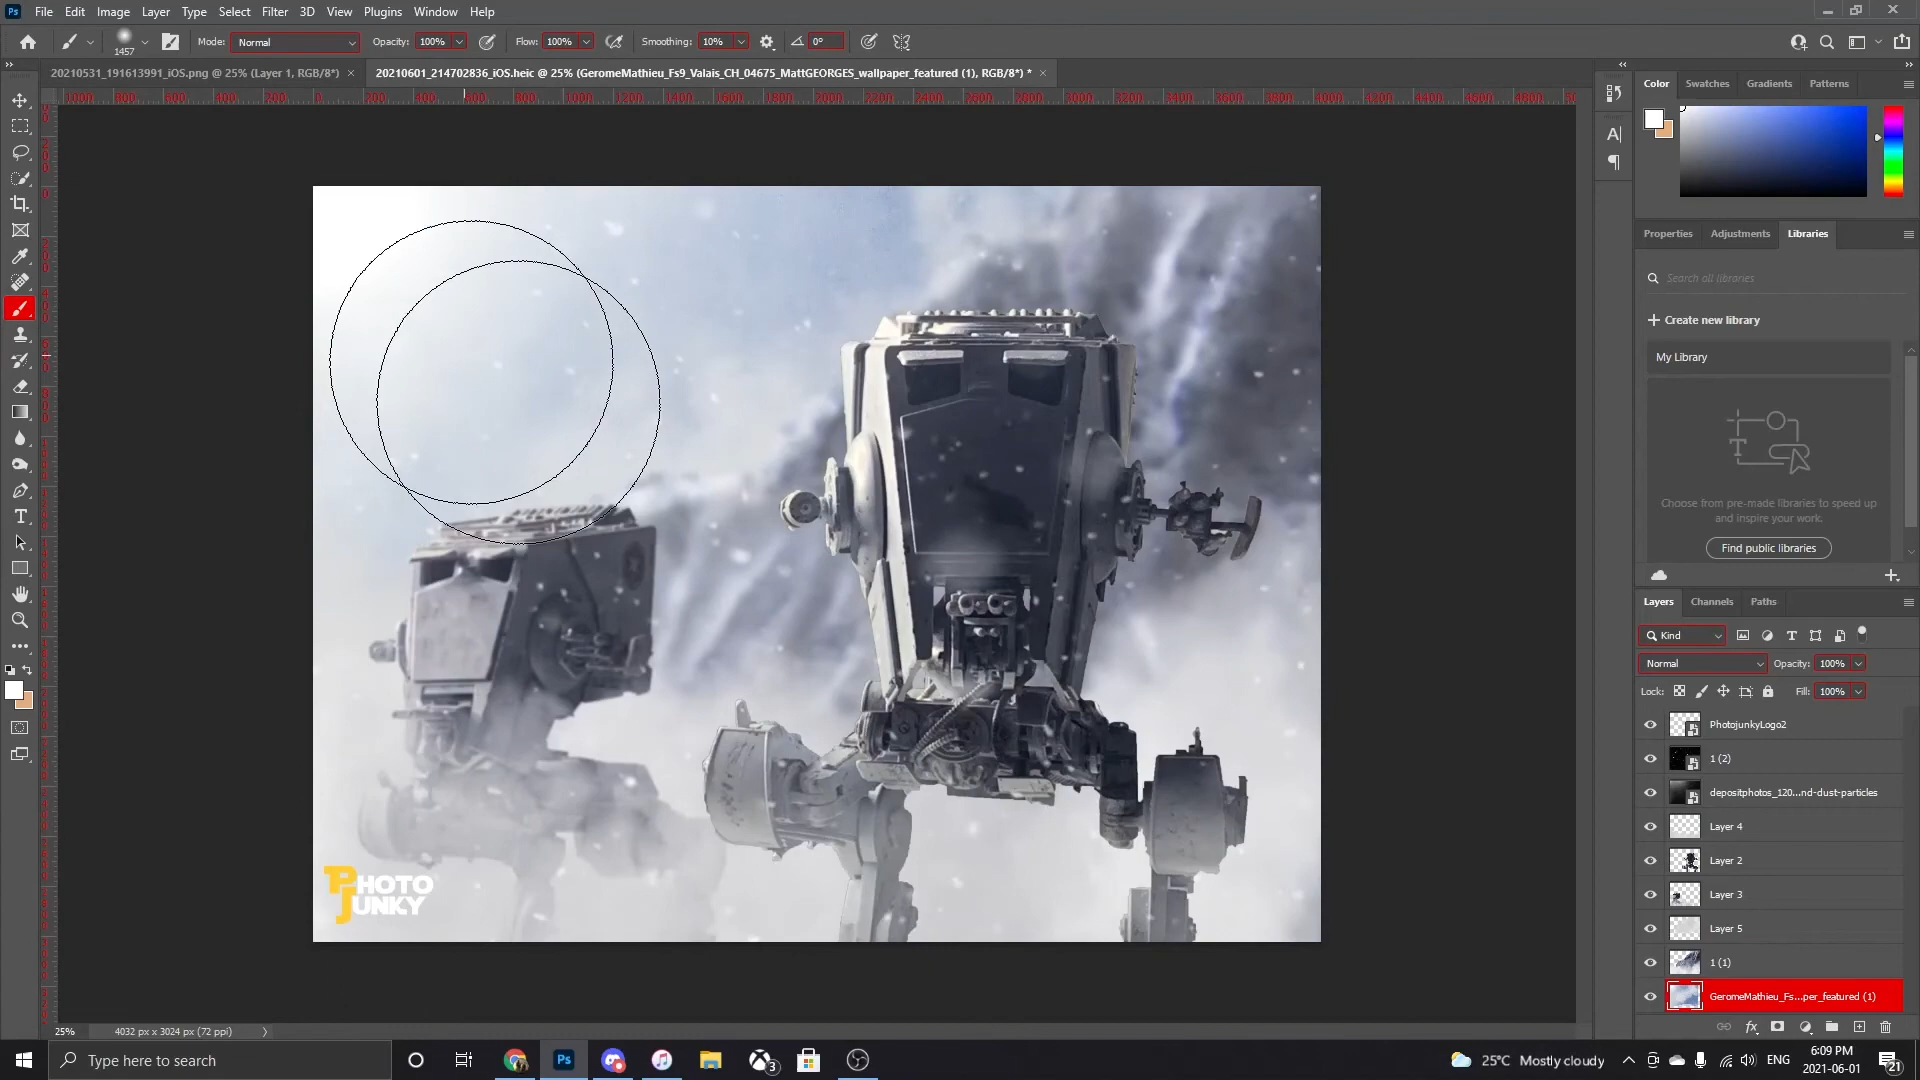 Ps File Edit Image Layer Type Select Filter 3D View Plugins Window Help
1457 Mode: Normal Opacity: 100% Flow: 100% Smoothing: 10% 0°
20210531_191613991_iOS.png @ 25% (Layer 1, RGB/8*) ×
20210601_214702836_iOS.heic @ 25% (GeromeMathieu_Fs9_Valais_CH_04675_MattGEORGES_wallpaper_featured (1), RGB/8*) * ×
Color Swatches Gradients Patterns
Properties Adjustments Libraries
Search all libraries
Create new library
My Library
Choose from pre-made libraries to speed up
and inspire your work.
Find public libraries
Layers Channels Paths
Kind
Normal Opacity: 100%
Lock: Fill: 100%
PhotojunkyLogo2
1 (2)
depositphotos_120...nd-dust-particles
Layer 4
Layer 2
Layer 3
Layer 5
1 (1)
GeromeMathieu_Fs...per_featured (1)
PHOTO
JUNKY
25% 4032 px x 3024 px (72 ppi)
Type here to search
Ps
3
25°C Mostly cloudy
ENG
6:09 PM
2021-06-01
21